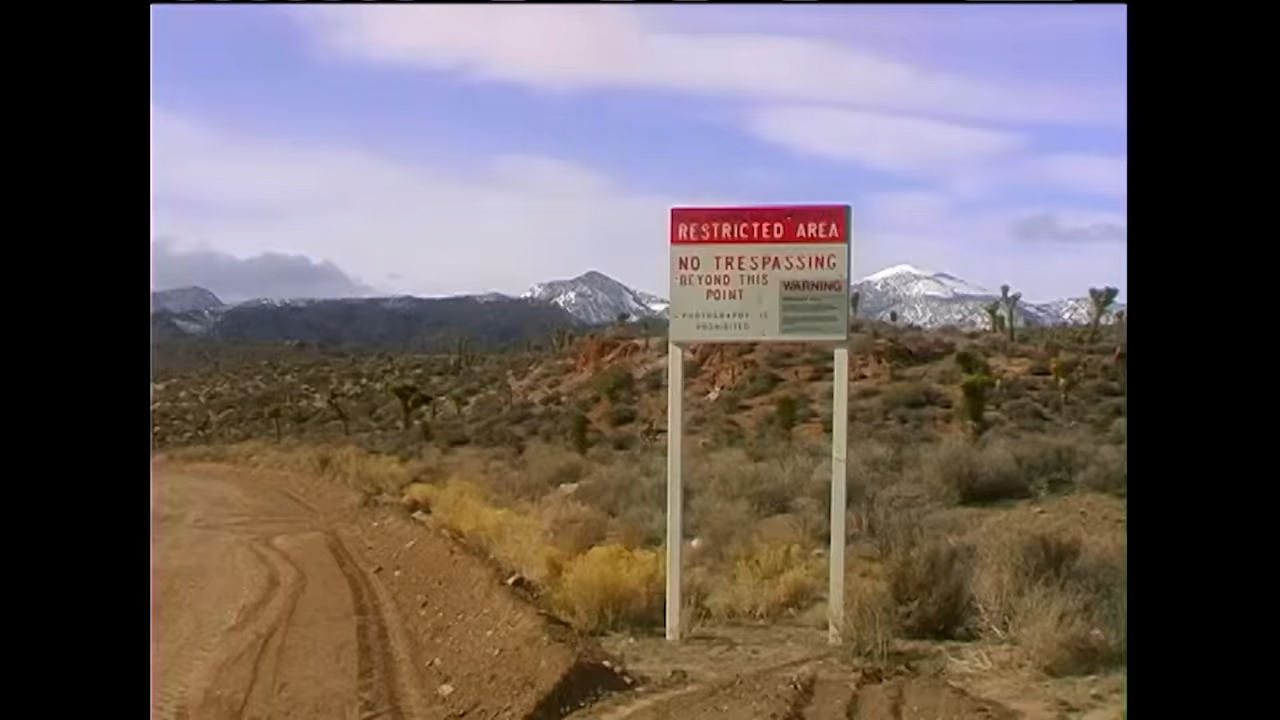 RESTRICTED AREA
NO TRESPASSING
BEYOND THIS
POINT
PHOTOGRAPHY IS
PROHIBITED
WARNING